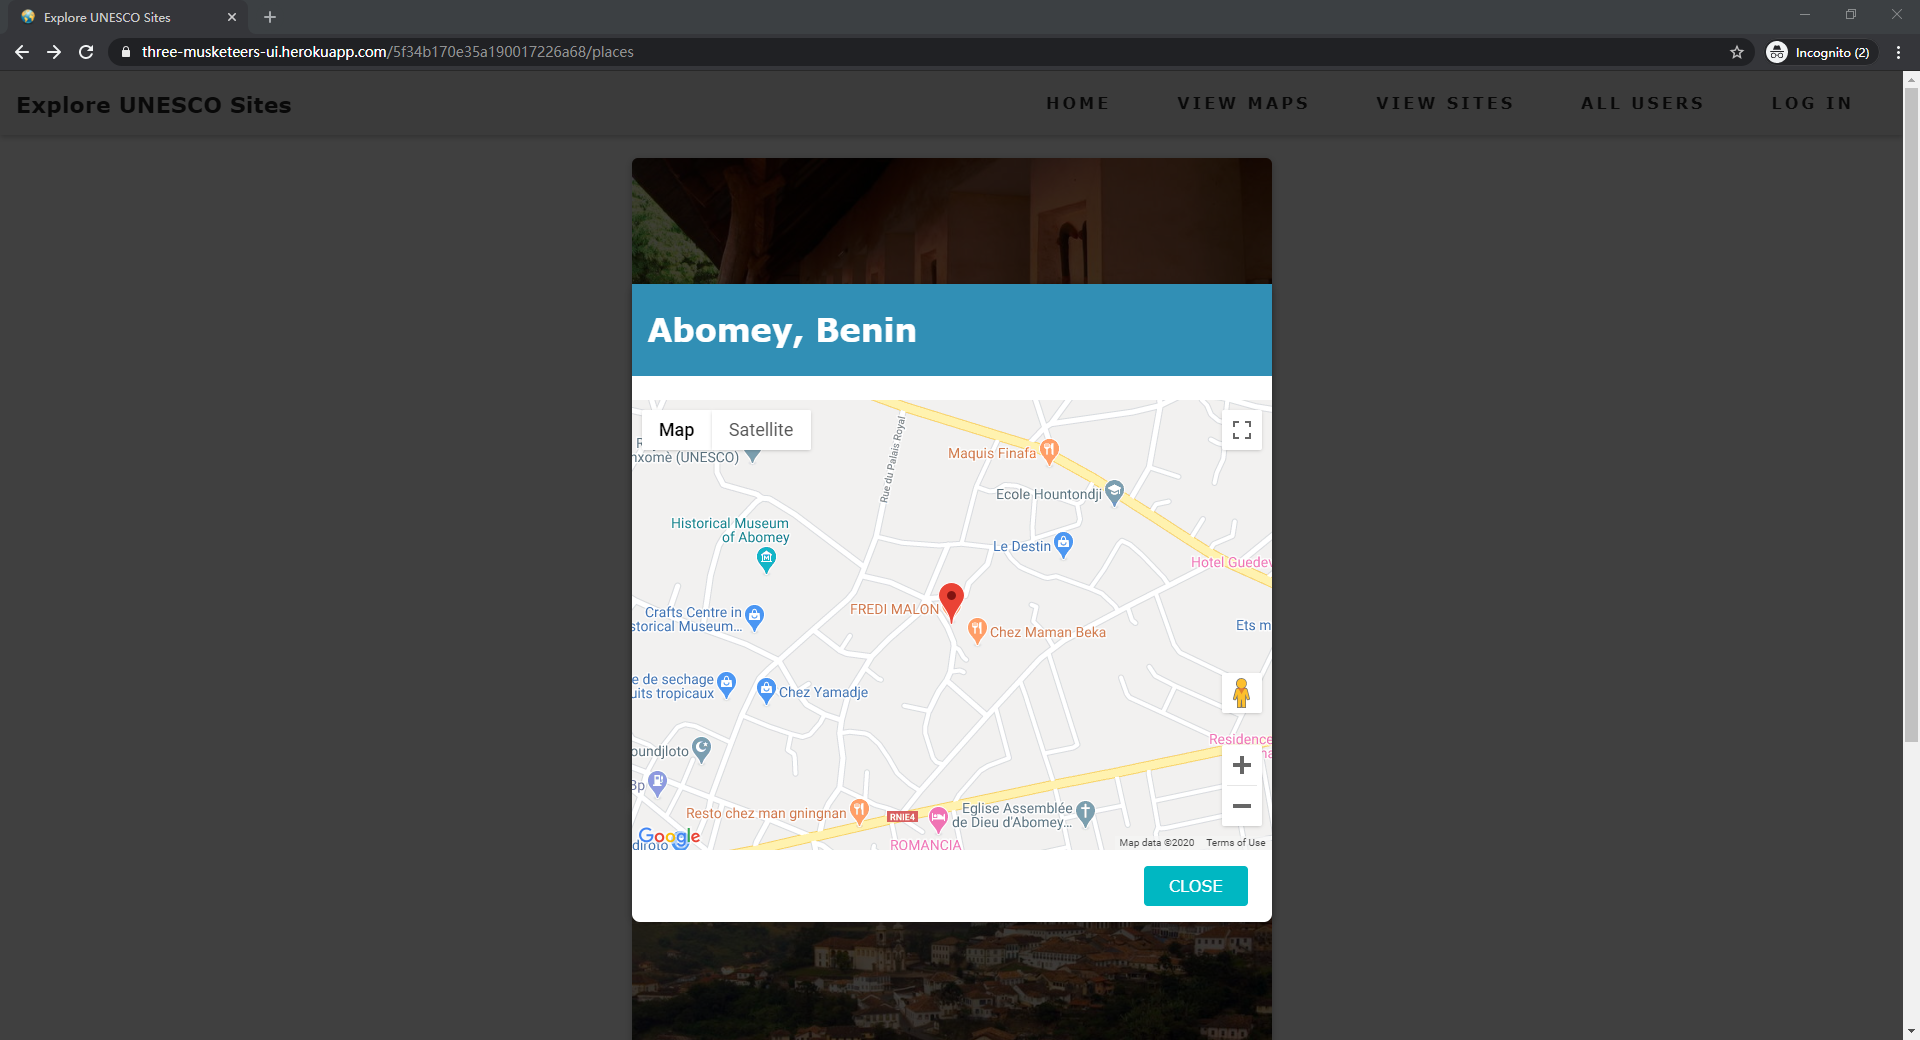 Explore UNESCO Sites
three-musketeers-ui.herokuapp.com/5f34b170e35a190017226a68/places
Incognito (2)
Explore UNESCO Sites
HOME
VIEW MAPS
VIEW SITES
ALL USERS
LOG IN
Abomey, Benin
Map
Satellite
nxomè (UNESCO)
Rue du Palais Royal
Maquis Finafa
Ecole Hountondji
Historical Museum
of Abomey
Le Destin
Hotel Guedev
Crafts Centre in
storical Museum...
FREDI MALON
Chez Maman Beka
Ets m
e de sechage
uits tropicaux
Chez Yamadje
Residence
oundjloto
3p
Resto chez man gningnan
RNIE4
Eglise Assemblée
de Dieu d'Abomey...
ROMANCIA
Google
diroto
Map data ©2020
Terms of Use
CLOSE